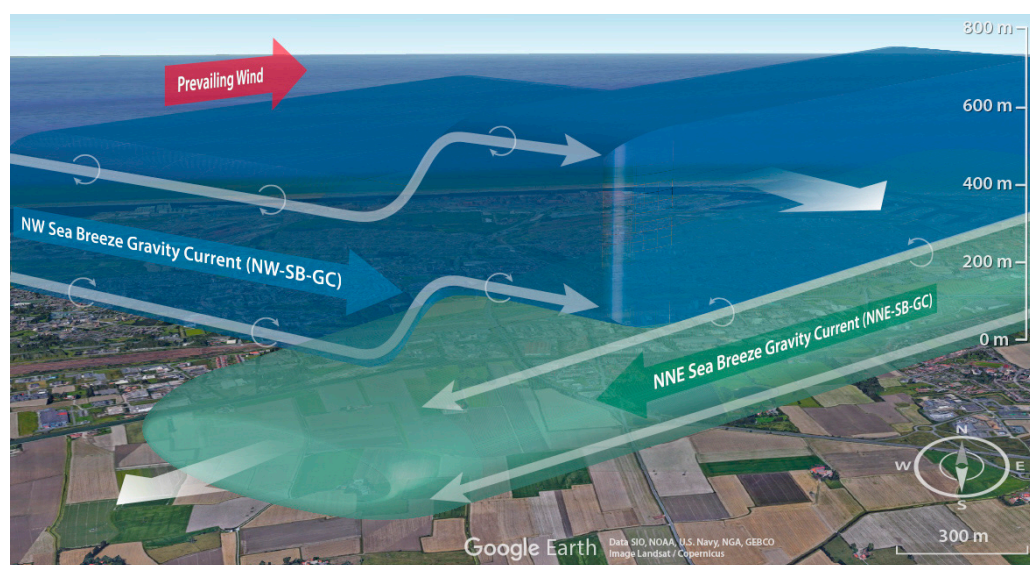 800 m
Prevailing Wind
600 m
400 m
NW Sea Breeze Gravity Current (NW-SB-GC)
200 m
NNE Sea Breeze Gravity Current (NNE-SB-GC)
0 m
N
W
E
S
Google Earth
Data SIO, NOAA, U.S. Navy, NGA, GEBCO
Image Landsat / Copernicus
300 m